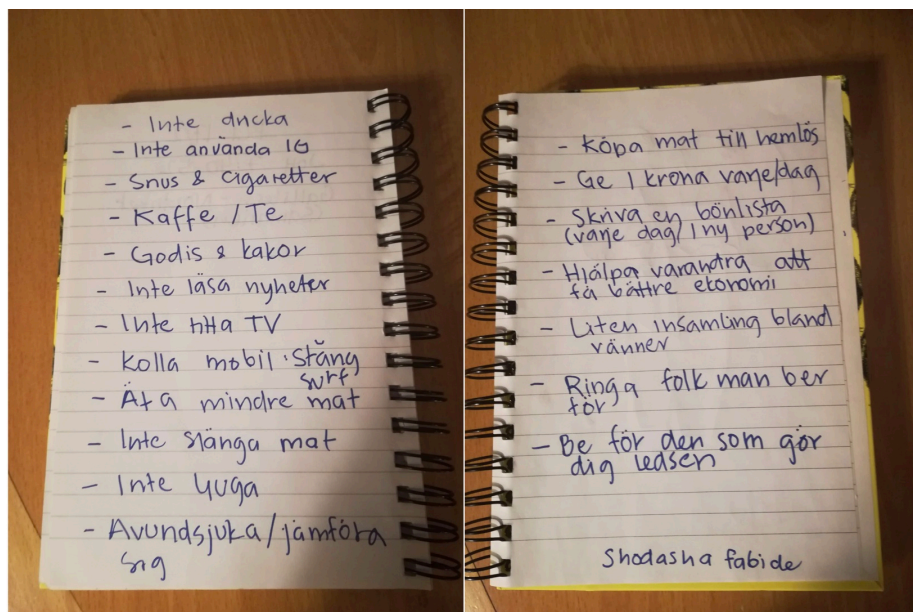 - Inte dricka
- Inte använda IG
- Snus & cigaretter
- Kaffe / Te
- Godis & kakor
- Inte läsa nyheter
- Inte titta TV
- Kolla mobil · Stäng
surf
- Äta mindre mat
- Inte slänga mat
- Inte ljuga
- Avundsjuka/jämföra
sig
- Köpa mat till hemlös
- Ge 1 krona varje/dag
- Skriva en bönlista
(varje dag/1 ny person)
- Hjälpa varandra att
få bättre ekonomi
- Liten insamling bland
vänner
- Ringa folk man ber
för
- Be för den som gör
dig ledsen
Shodasha fabide